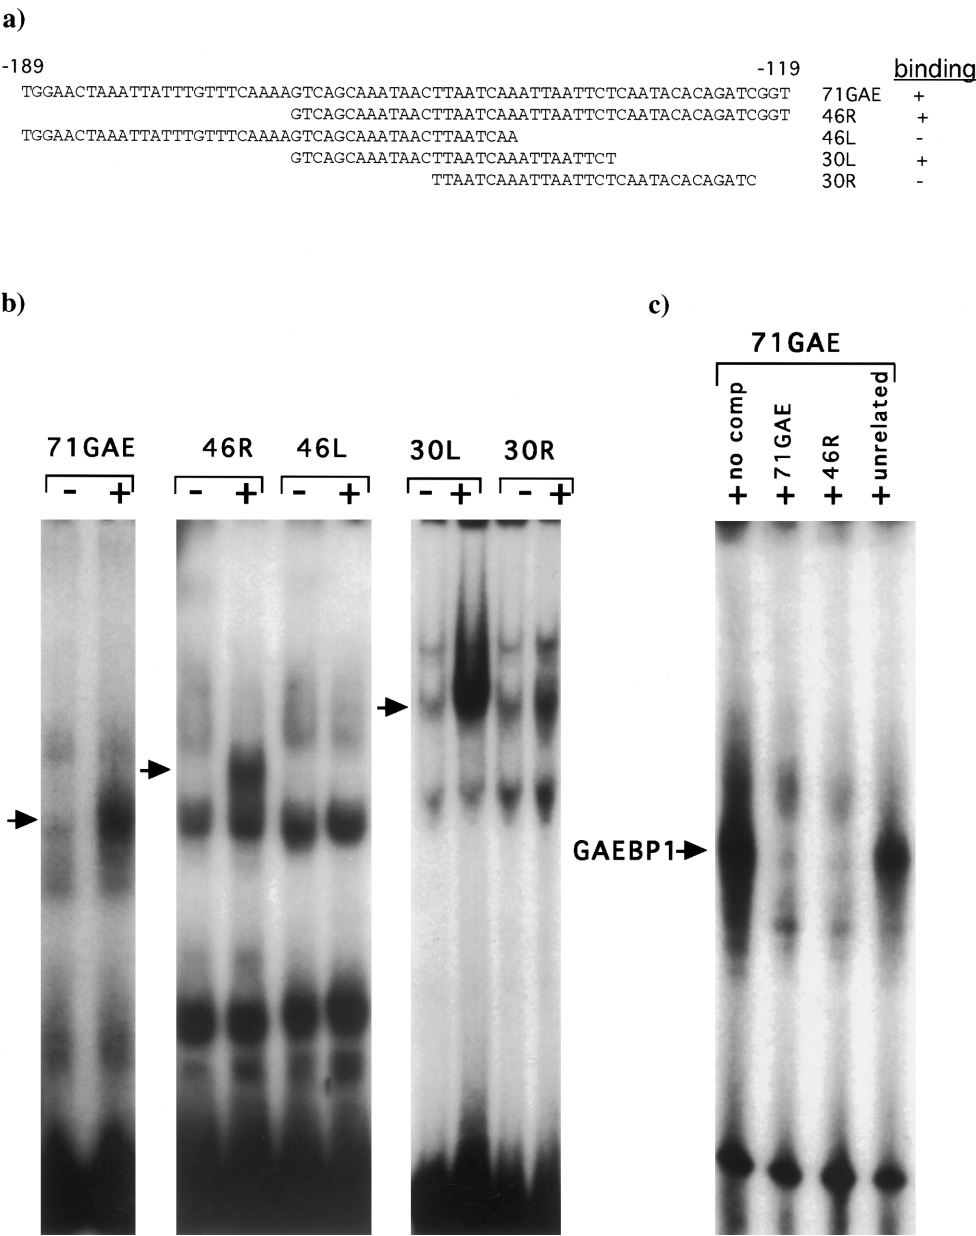 a)
-189 -119 binding
TGGAACTAAATTATTTGTTTCAAAAGTCAGCAAATAACTTAATCAAATTAATTCTCAATACACAGATCGGT 71GAE +
GTCAGCAAATAACTTAATCAAATTAATTCTCAATACACAGATCGGT 46R +
TGGAACTAAATTATTTGTTTCAAAAGTCAGCAAATAACTTAATCAA 46L -
GTCAGCAAATAACTTAATCAAATTAATTCT 30L +
TTAATCAAATTAATTCTCAATACACAGATC 30R -
b)
71GAE 46R 46L 30L 30R
- + - + - + - + - +
c)
71GAE
+ no comp
+ 71GAE
+ 46R
+ unrelated
GAEBP1